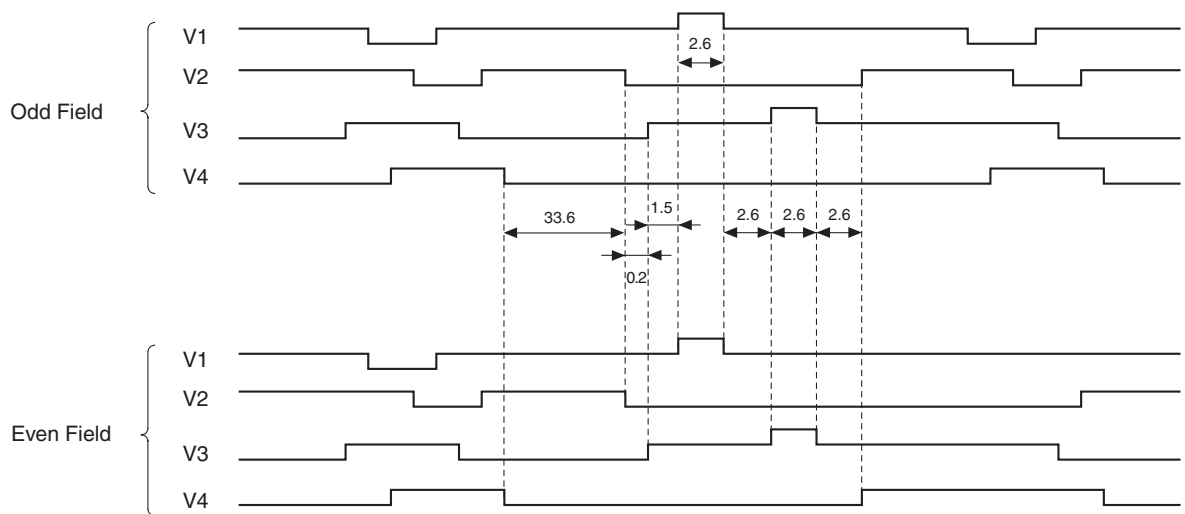 V1
2.6
V2
Odd Field
V3
V4
33.6
1.5
2.6 2.6 2.6
0.2
V1
V2
Even Field
V3
V4